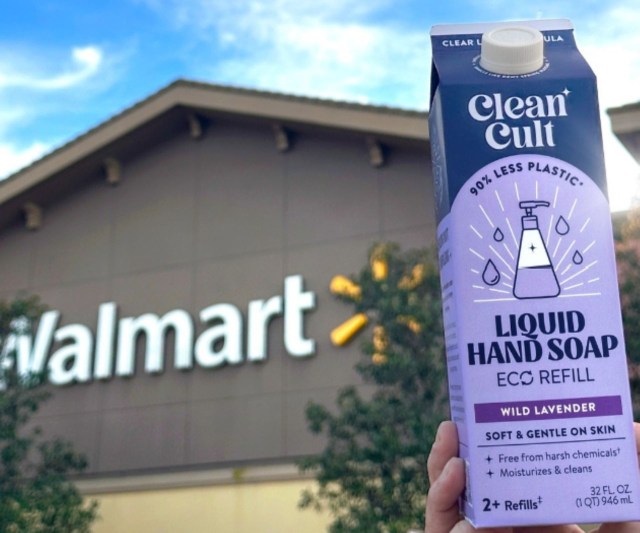 Walmart
CLEAR
ULA
Clean
Cult
90% LESS PLASTIC*
LIQUID
HAND SOAP
ECO REFILL
WILD LAVENDER
SOFT & GENTLE ON SKIN
Free from harsh chemicals†
Moisturizes & cleans
2+ Refills‡
32 FL. OZ.
(1 QT) 946 mL